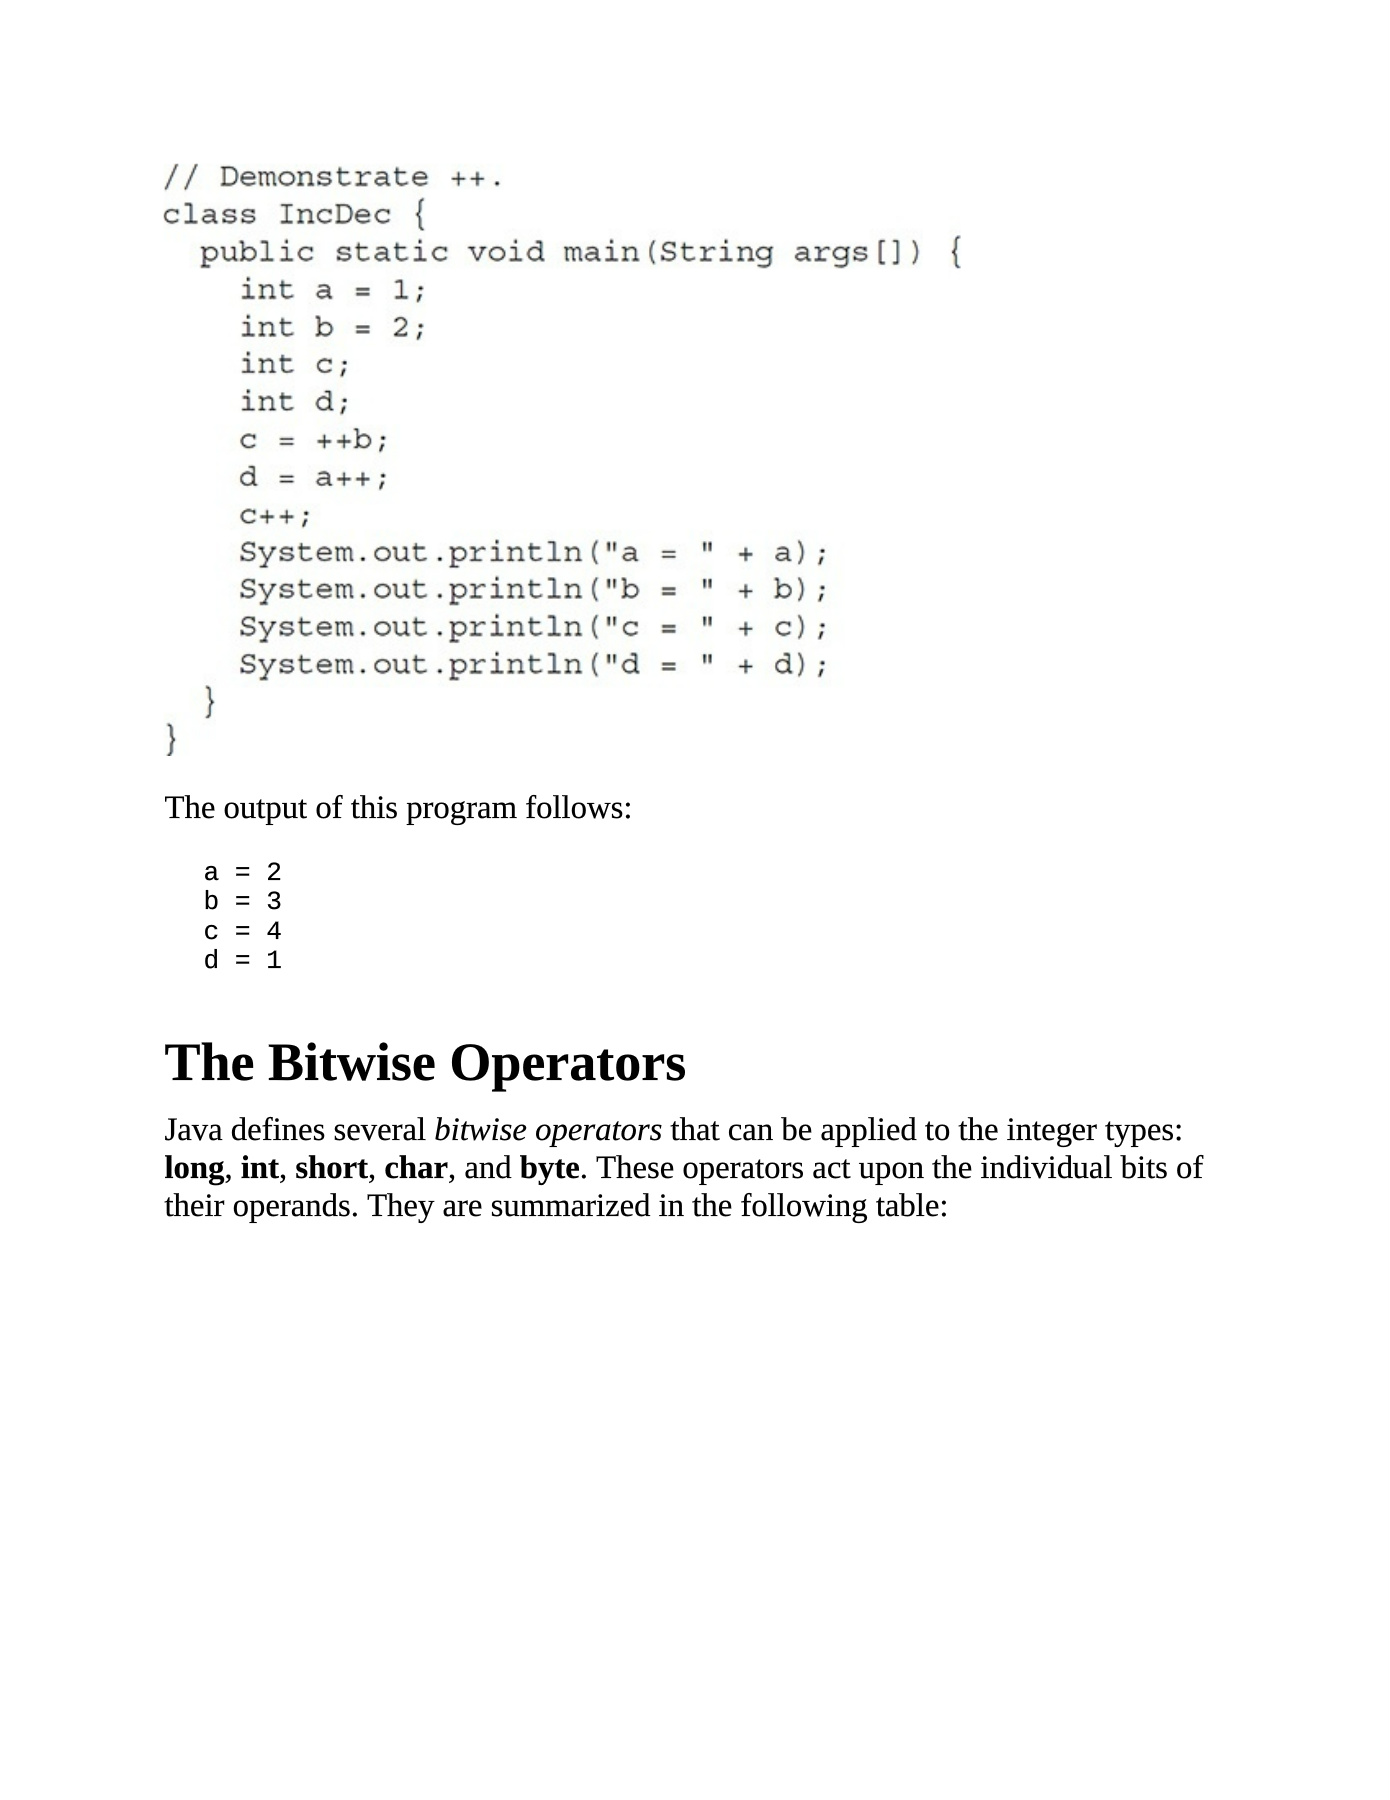 // Demonstrate ++.
class IncDec {
  public static void main(String args[]) {
    int a = 1;
    int b = 2;
    int c;
    int d;
    c = ++b;
    d = a++;
    c++;
    System.out.println("a = " + a);
    System.out.println("b = " + b);
    System.out.println("c = " + c);
    System.out.println("d = " + d);
  }
}
The output of this program follows:
a = 2
b = 3
c = 4
d = 1
The Bitwise Operators
Java defines several bitwise operators that can be applied to the integer types:
long, int, short, char, and byte. These operators act upon the individual bits of
their operands. They are summarized in the following table: